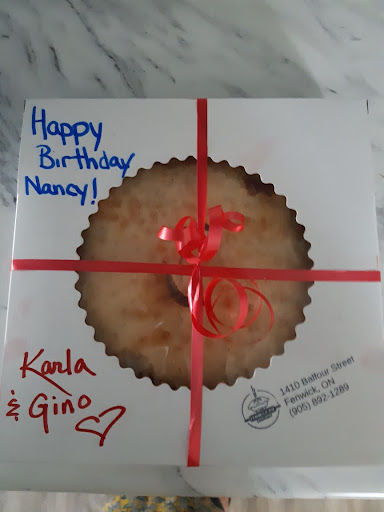 Happy
Birthday
Nancy!
Karla
& Gino
1410 Balfour Street
Fenwick, ON
(905) 892-1289